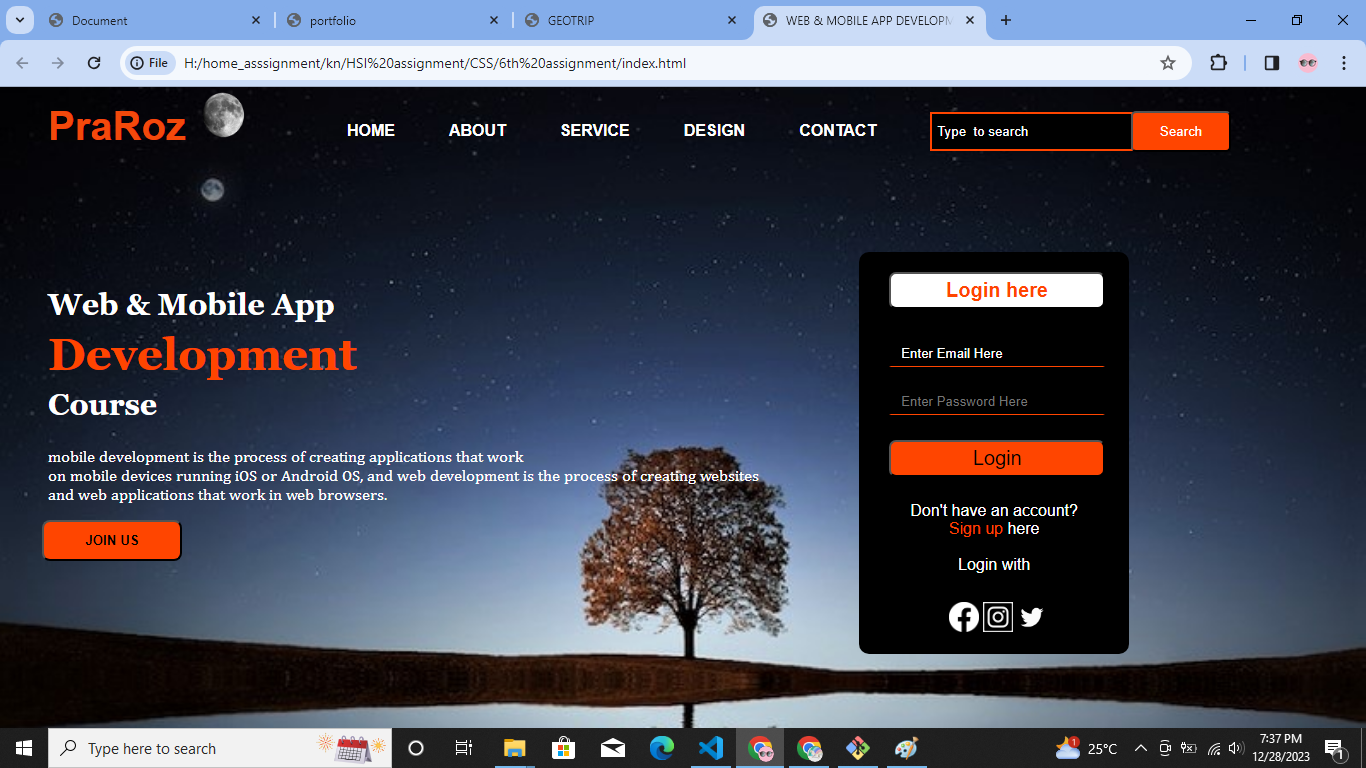 Document
portfolio
GEOTRIP
WEB & MOBILE APP DEVELOPM
File
H:/home_asssignment/kn/HSI%20assignment/CSS/6th%20assignment/index.html
PraRoz
HOME
ABOUT
SERVICE
DESIGN
CONTACT
Type  to search
Search
Web & Mobile App
Development
Course
mobile development is the process of creating applications that work
on mobile devices running iOS or Android OS, and web development is the process of creating websites
and web applications that work in web browsers.
JOIN US
Login here
Enter Email Here
Enter Password Here
Login
Don't have an account?
Sign up here
Login with
Type here to search
1
25°C
7:37 PM
12/28/2023
1